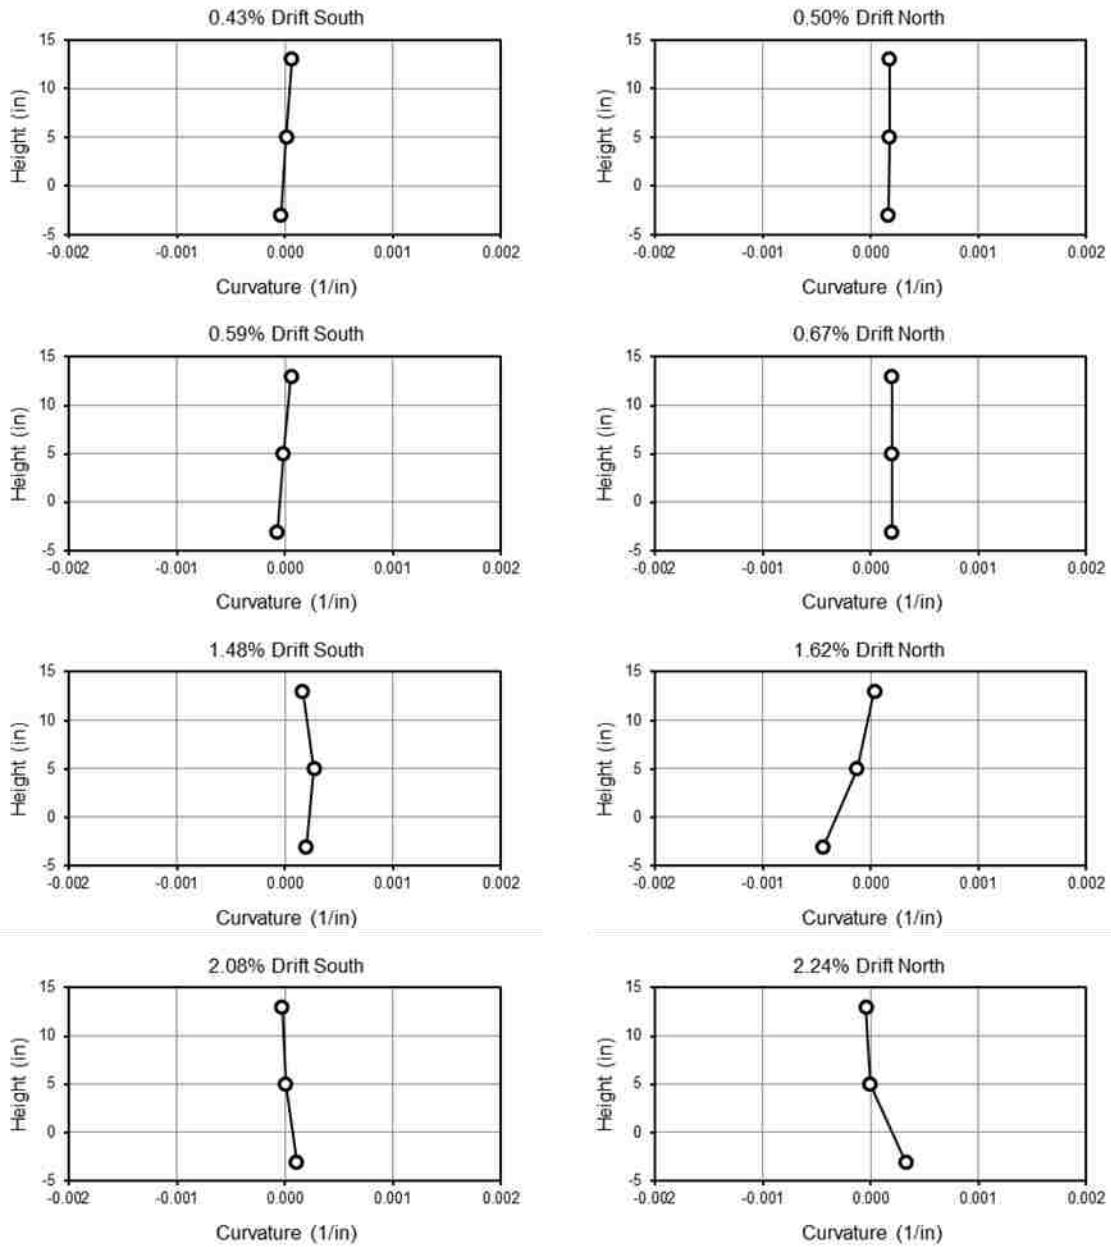 0.43% Drift South
15
10
5
0
-5
Height (in)
-0.002 -0.001 0.000 0.001 0.002
Curvature (1/in)
0.50% Drift North
15
10
5
0
-5
Height (in)
-0.002 -0.001 0.000 0.001 0.002
Curvature (1/in)
0.59% Drift South
15
10
5
0
-5
Height (in)
-0.002 -0.001 0.000 0.001 0.002
Curvature (1/in)
0.67% Drift North
15
10
5
0
-5
Height (in)
-0.002 -0.001 0.000 0.001 0.002
Curvature (1/in)
1.48% Drift South
15
10
5
0
-5
Height (in)
-0.002 -0.001 0.000 0.001 0.002
Curvature (1/in)
1.62% Drift North
15
10
5
0
-5
Height (in)
-0.002 -0.001 0.000 0.001 0.002
Curvature (1/in)
2.08% Drift South
15
10
5
0
-5
Height (in)
-0.002 -0.001 0.000 0.001 0.002
Curvature (1/in)
2.24% Drift North
15
10
5
0
-5
Height (in)
-0.002 -0.001 0.000 0.001 0.002
Curvature (1/in)